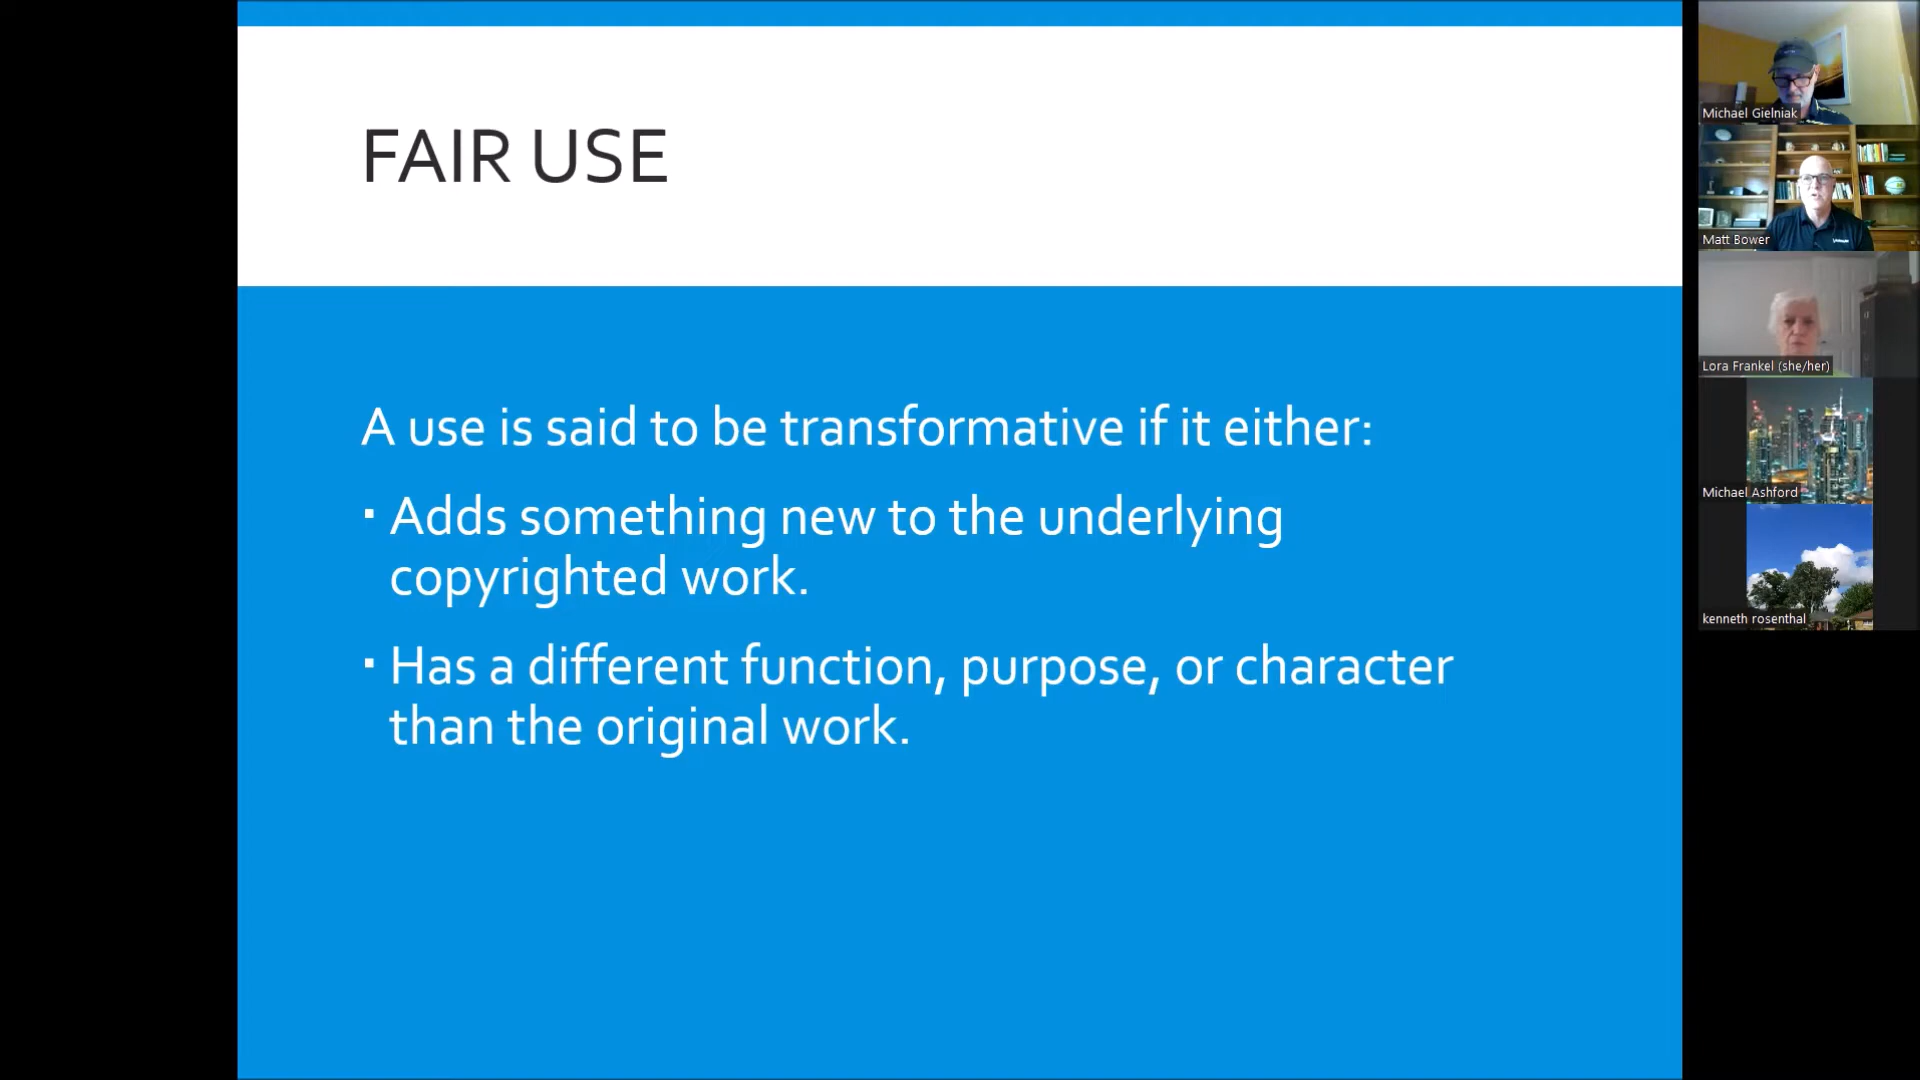 FAIR USE
A use is said to be transformative if it either:
▪ Adds something new to the underlying
copyrighted work.
▪ Has a different function, purpose, or character
than the original work.
Michael Gielniak
Matt Bower
Lora Frankel (she/her)
Michael Ashford
kenneth rosenthal